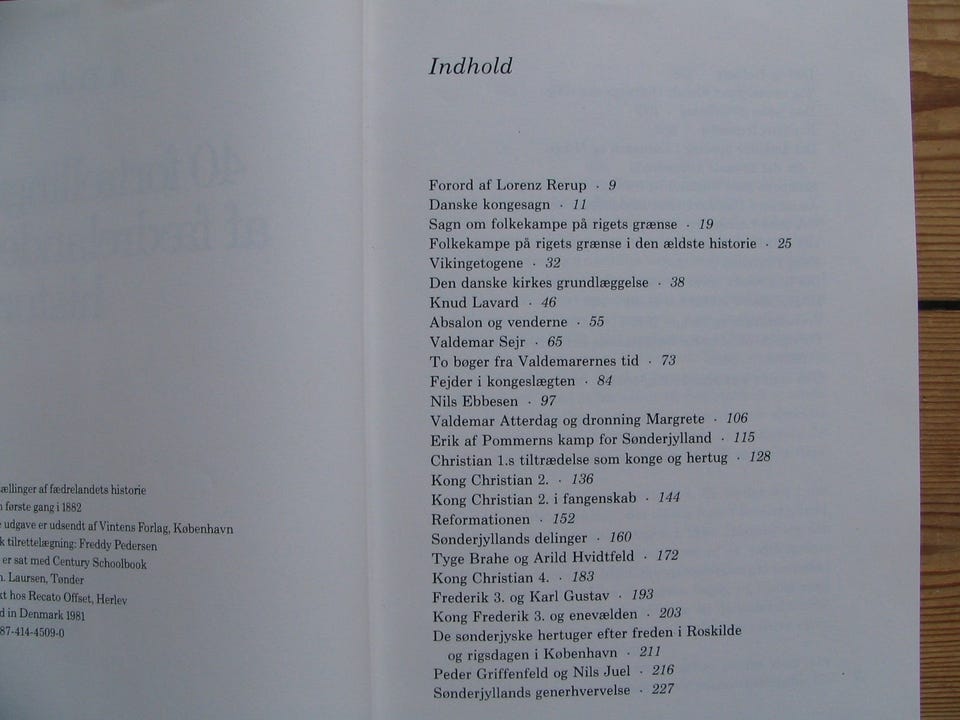 ællinger af fædrelandets historie
første gang i 1882
udgave er udsendt af Vintens Forlag, København
k tilrettelægning: Freddy Pedersen
er sat med Century Schoolbook
. Laursen, Tønder
kt hos Recato Offset, Herlev
d in Denmark 1981
87-414-4509-0
Indhold
Forord af Lorenz Rerup · 9
Danske kongesagn · 11
Sagn om folkekampe på rigets grænse · 19
Folkekampe på rigets grænse i den ældste historie · 25
Vikingetogene · 32
Den danske kirkes grundlæggelse · 38
Knud Lavard · 46
Absalon og venderne · 55
Valdemar Sejr · 65
To bøger fra Valdemarernes tid · 73
Fejder i kongeslægten · 84
Nils Ebbesen · 97
Valdemar Atterdag og dronning Margrete · 106
Erik af Pommerns kamp for Sønderjylland · 115
Christian 1.s tiltrædelse som konge og hertug · 128
Kong Christian 2. · 136
Kong Christian 2. i fangenskab · 144
Reformationen · 152
Sønderjyllands delinger · 160
Tyge Brahe og Arild Hvidtfeld · 172
Kong Christian 4. · 183
Frederik 3. og Karl Gustav · 193
Kong Frederik 3. og enevælden · 203
De sønderjyske hertuger efter freden i Roskilde
og rigsdagen i København · 211
Peder Griffenfeld og Nils Juel · 216
Sønderjyllands generhvervelse · 227